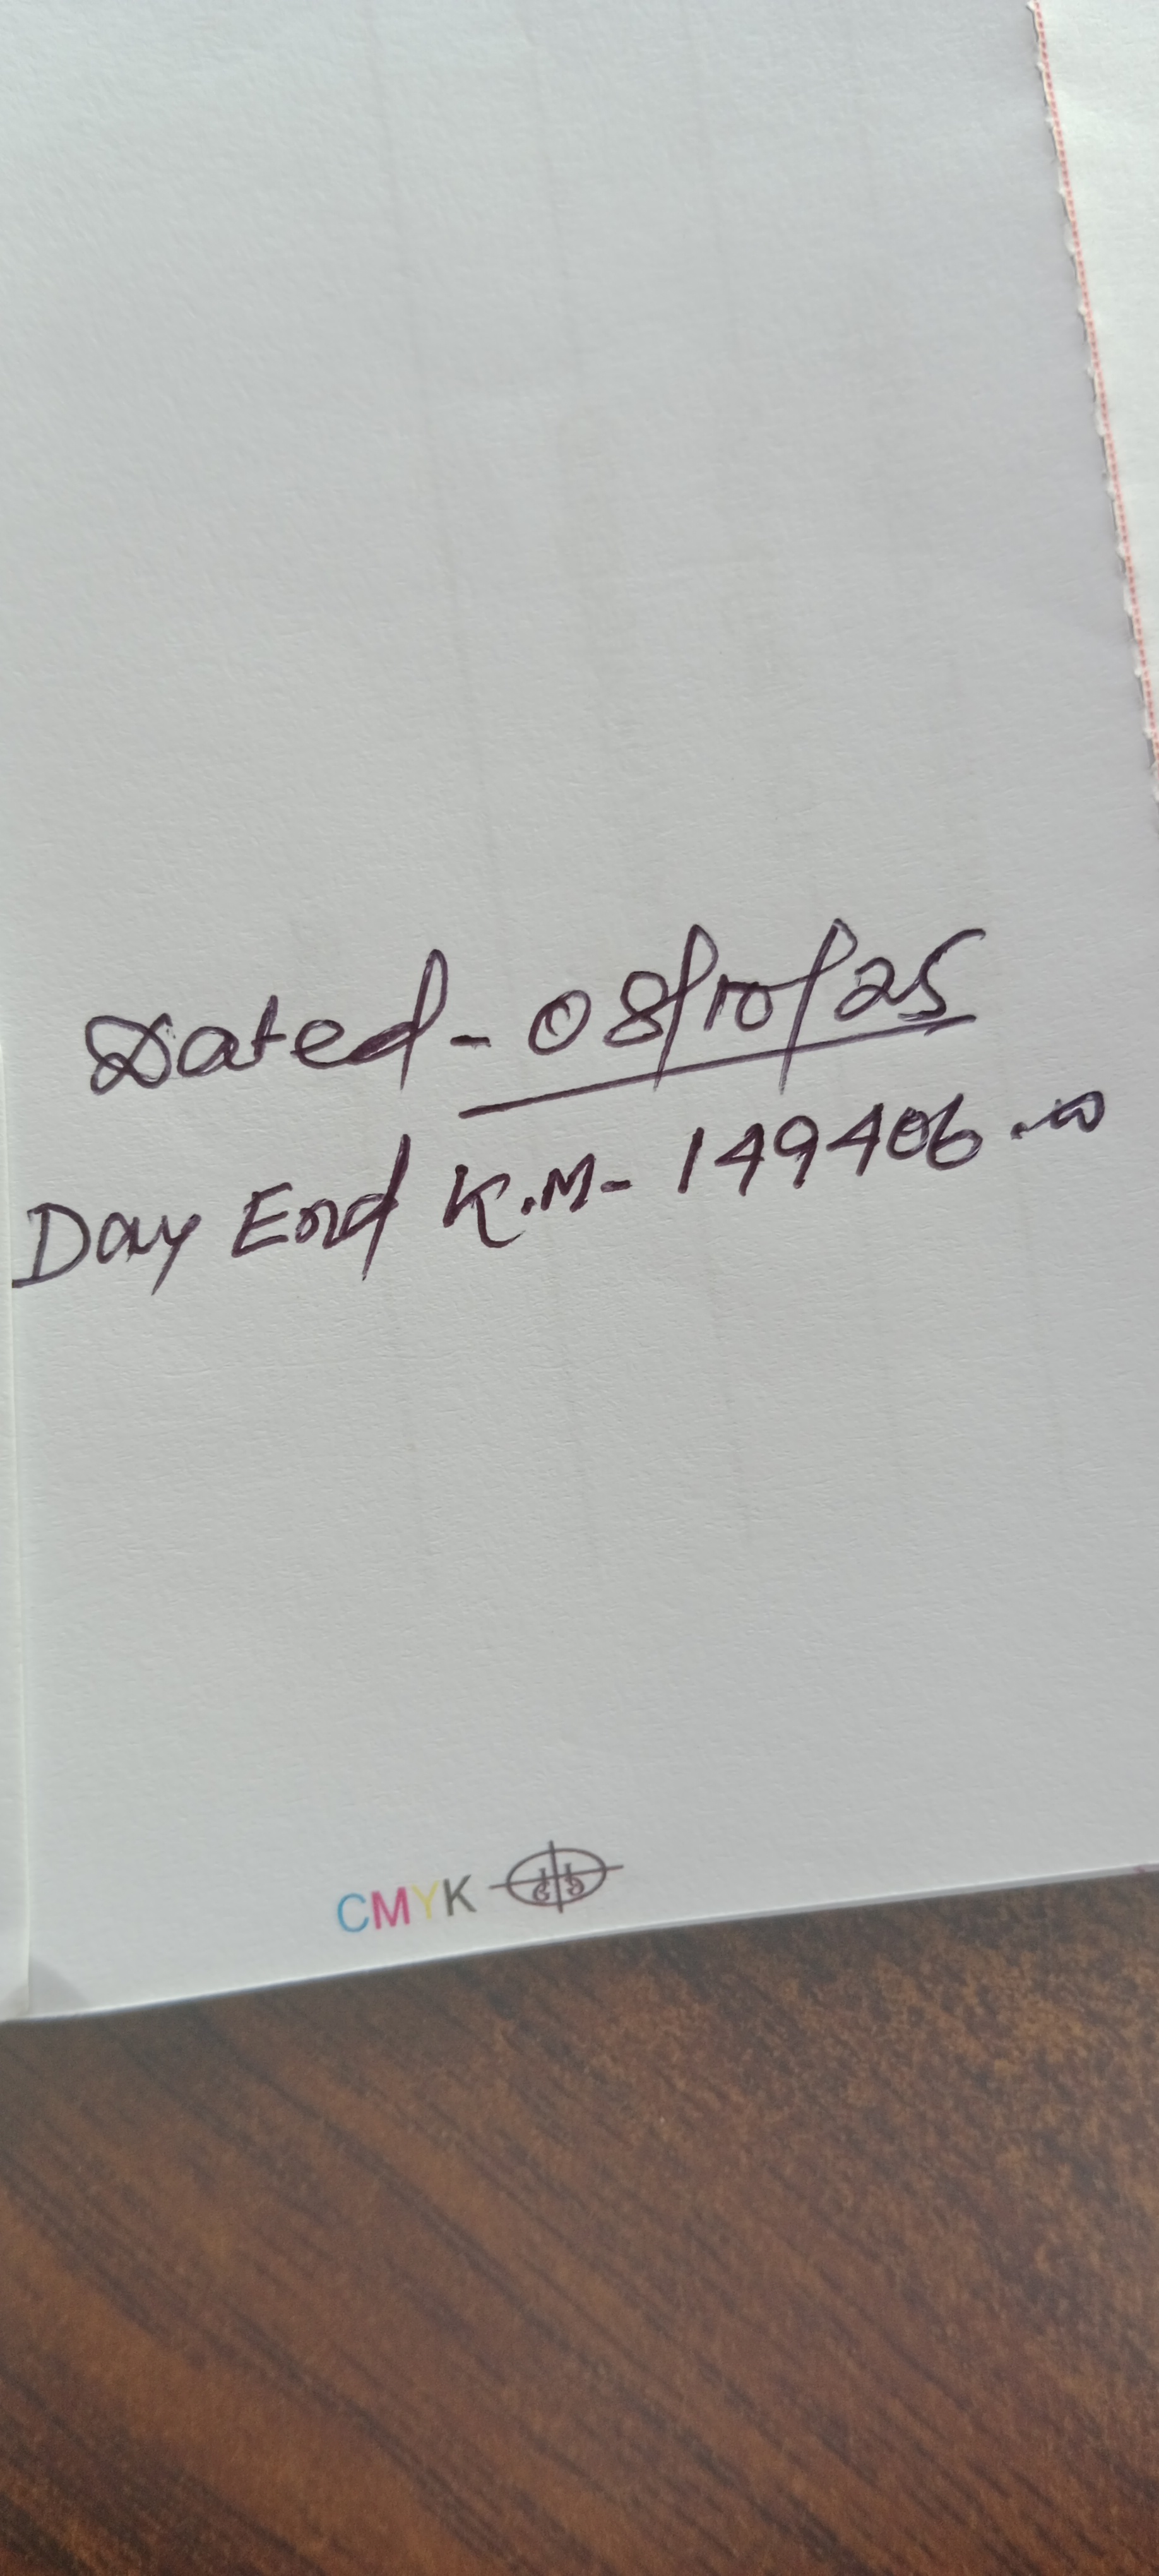 Dated - 08/10/25
Day End K.M - 149406.00
CMYK